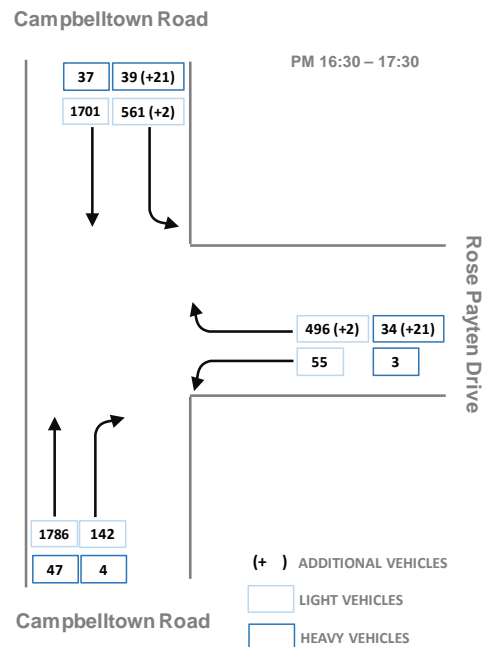 Campbelltown Road
PM 16:30 – 17:30
37 39 (+21)
1701 561 (+2)
Rose Payten Drive
496 (+2) 34 (+21)
55 3
1786 142
47 4
(+ ) ADDITIONAL VEHICLES
LIGHT VEHICLES
HEAVY VEHICLES
Campbelltown Road